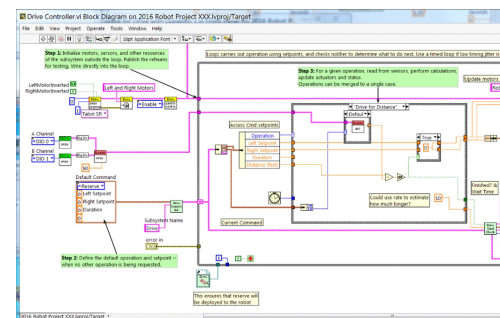 Drive Controller.vi Block Diagram on 2016 Robot Project XXX.lvproj/Target
File Edit View Project Operate Tools Window Help
15pt Application Font
Step 1: Initialize motors, sensors, and other resources
of the subsystem outside the loop. Publish the refnums
for testing. Wire directly into the loop.
Loop: carries out operation using setpoints, and checks notifier to determine what to do next. Use a timed loop if low timing jitter is
Step 3: For a given operation, read from sensors, perform calculations,
update actuators and status.
Operations can be merged to a single case.
Update motors
LeftMotorInverted
RightMotorInverted
Left and Right Motors
Enable
Talon SR
"Drive for Distance"
Default
True
Access Cmd setpoints
Operation
Left Setpoint
Right Setpoint
Duration
Distance (feet)
A Channel
DIO 0
B Channel
DIO 1
50
Default Command
Reserve
Left Setpoint
Right Setpoint
Duration
Subsystem Name
Drive
error in
Current Command
Could use rate to estimate
how much longer?
10
Finished? &
Wait Time
Step 2: Define the default operation and setpoint --
when no other operation is being requested.
This ensures that reserve will
be deployed to the robot
2016 Robot Project XXX.lvproj/Target